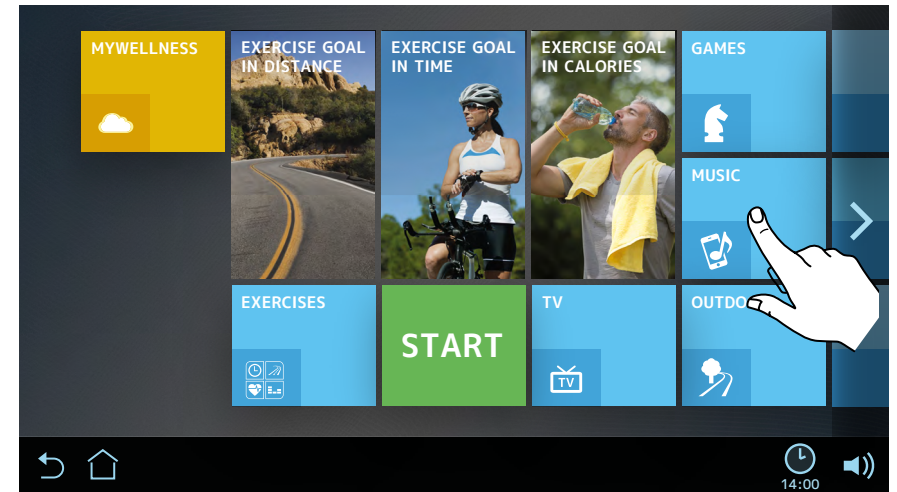 MYWELLNESS
EXERCISE GOAL
IN DISTANCE
EXERCISE GOAL
IN TIME
EXERCISE GOAL
IN CALORIES
GAMES
MUSIC
EXERCISES
START
TV
TV
OUTDO
14:00